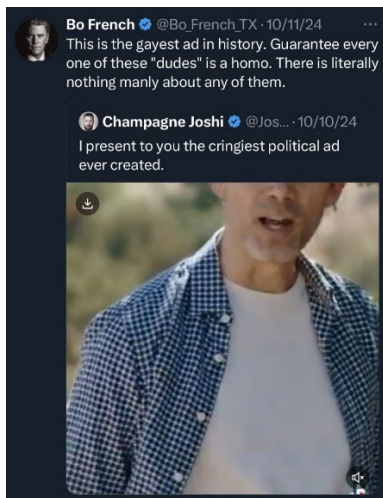 Bo French @Bo_French_TX · 10/11/24 ...
This is the gayest ad in history. Guarantee every
one of these "dudes" is a homo. There is literally
nothing manly about any of them.
Champagne Joshi @Jos... · 10/10/24
I present to you the cringiest political ad
ever created.